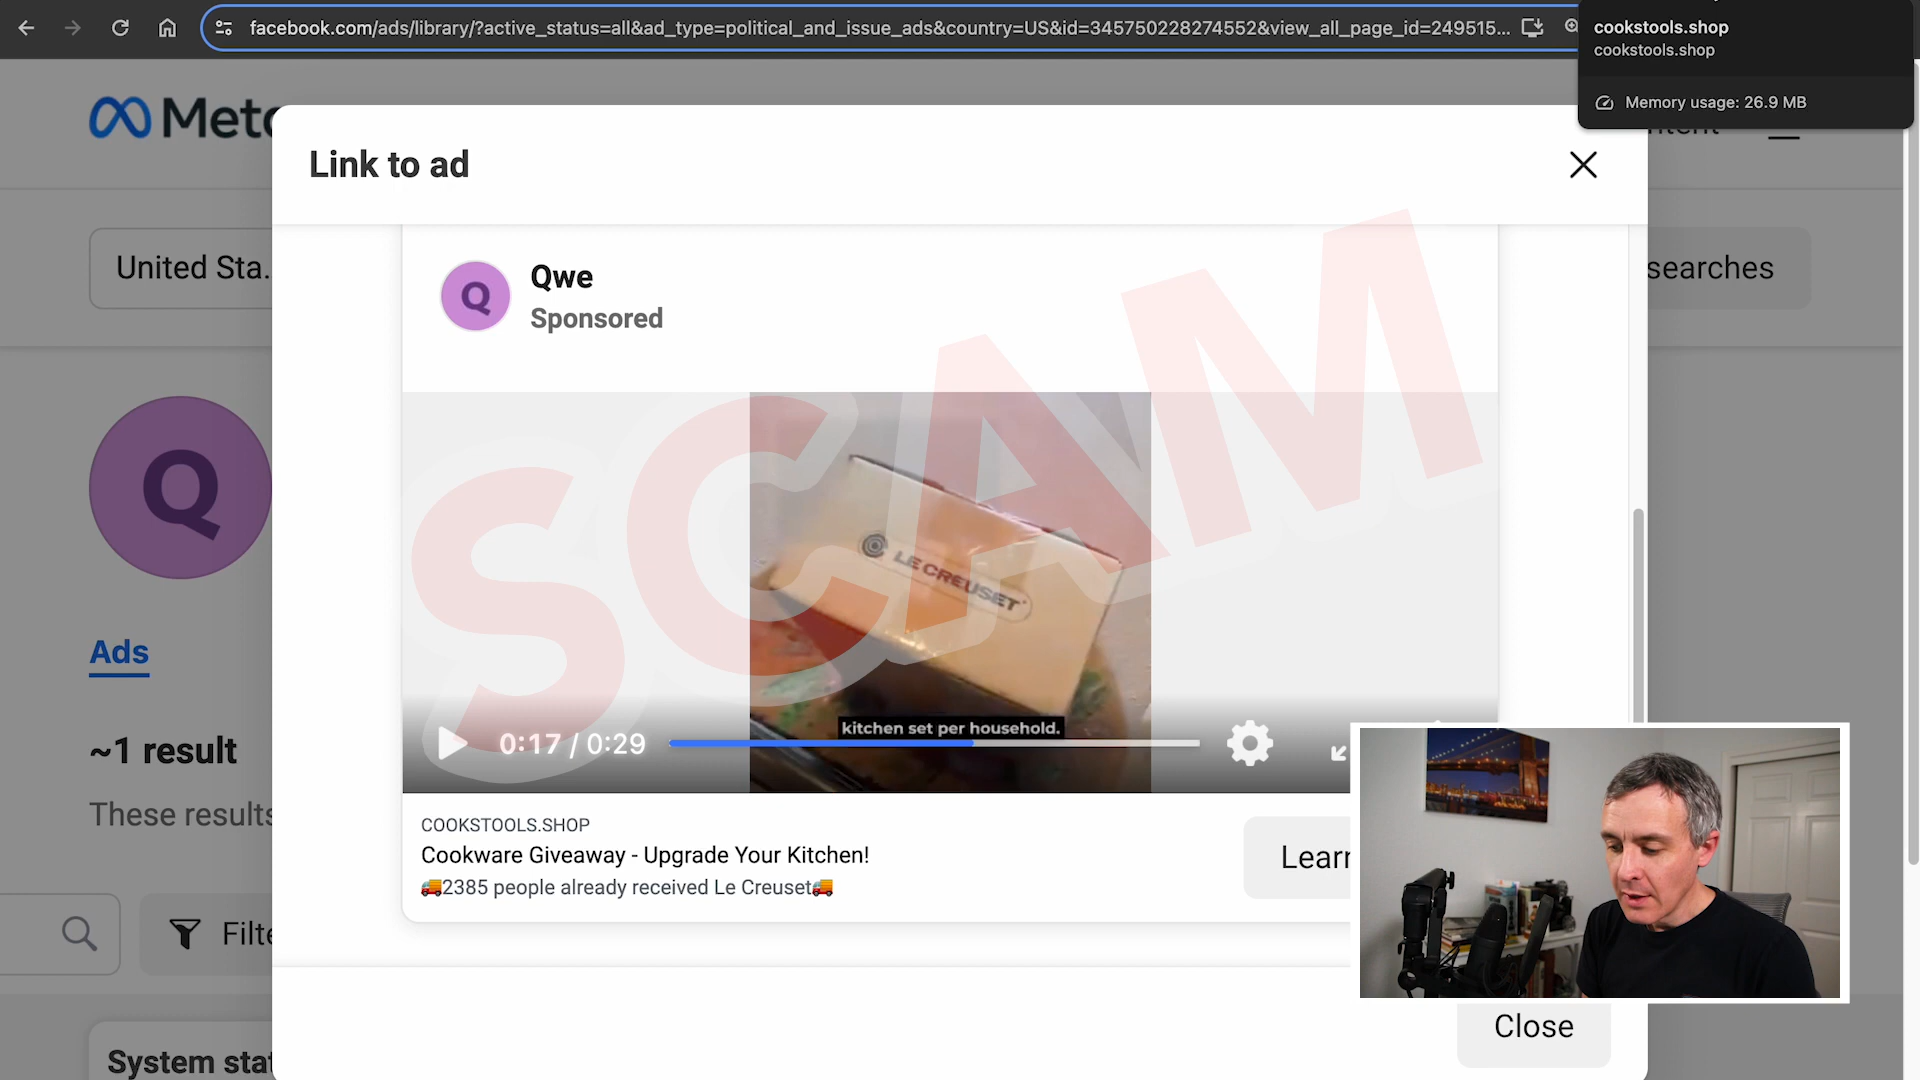 facebook.com/ads/library/?active_status=all&ad_type=political_and_issue_ads&country=US&id=345750228274552&view_all_page_id=249515...
cookstools.shop
cookstools.shop
Memory usage: 26.9 MB
Meta
Link to ad
United Sta.
searches
Q
Qwe
Sponsored
SCAM
Q
LE CREUSET
kitchen set per household.
0:17 / 0:29
Ads
~1 result
These results
COOKSTOOLS.SHOP
Cookware Giveaway - Upgrade Your Kitchen!
🚚2385 people already received Le Creuset🚚
Learn
Filte
System stat
Close